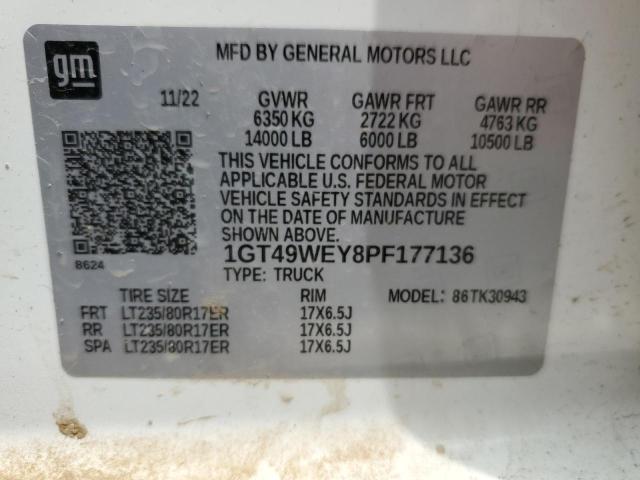 gm
MFD BY GENERAL MOTORS LLC
11/22 GVWR GAWR FRT GAWR RR
6350 KG 2722 KG 4763 KG
14000 LB 6000 LB 10500 LB
THIS VEHICLE CONFORMS TO ALL
APPLICABLE U.S. FEDERAL MOTOR
VEHICLE SAFETY STANDARDS IN EFFECT
ON THE DATE OF MANUFACTURE
SHOWN ABOVE.
8624
1GT49WEY8PF177136
TYPE: TRUCK
TIRE SIZE RIM MODEL: 86TK30943
FRT LT235/80R17ER 17X6.5J
RR LT235/80R17ER 17X6.5J
SPA LT235/80R17ER 17X6.5J